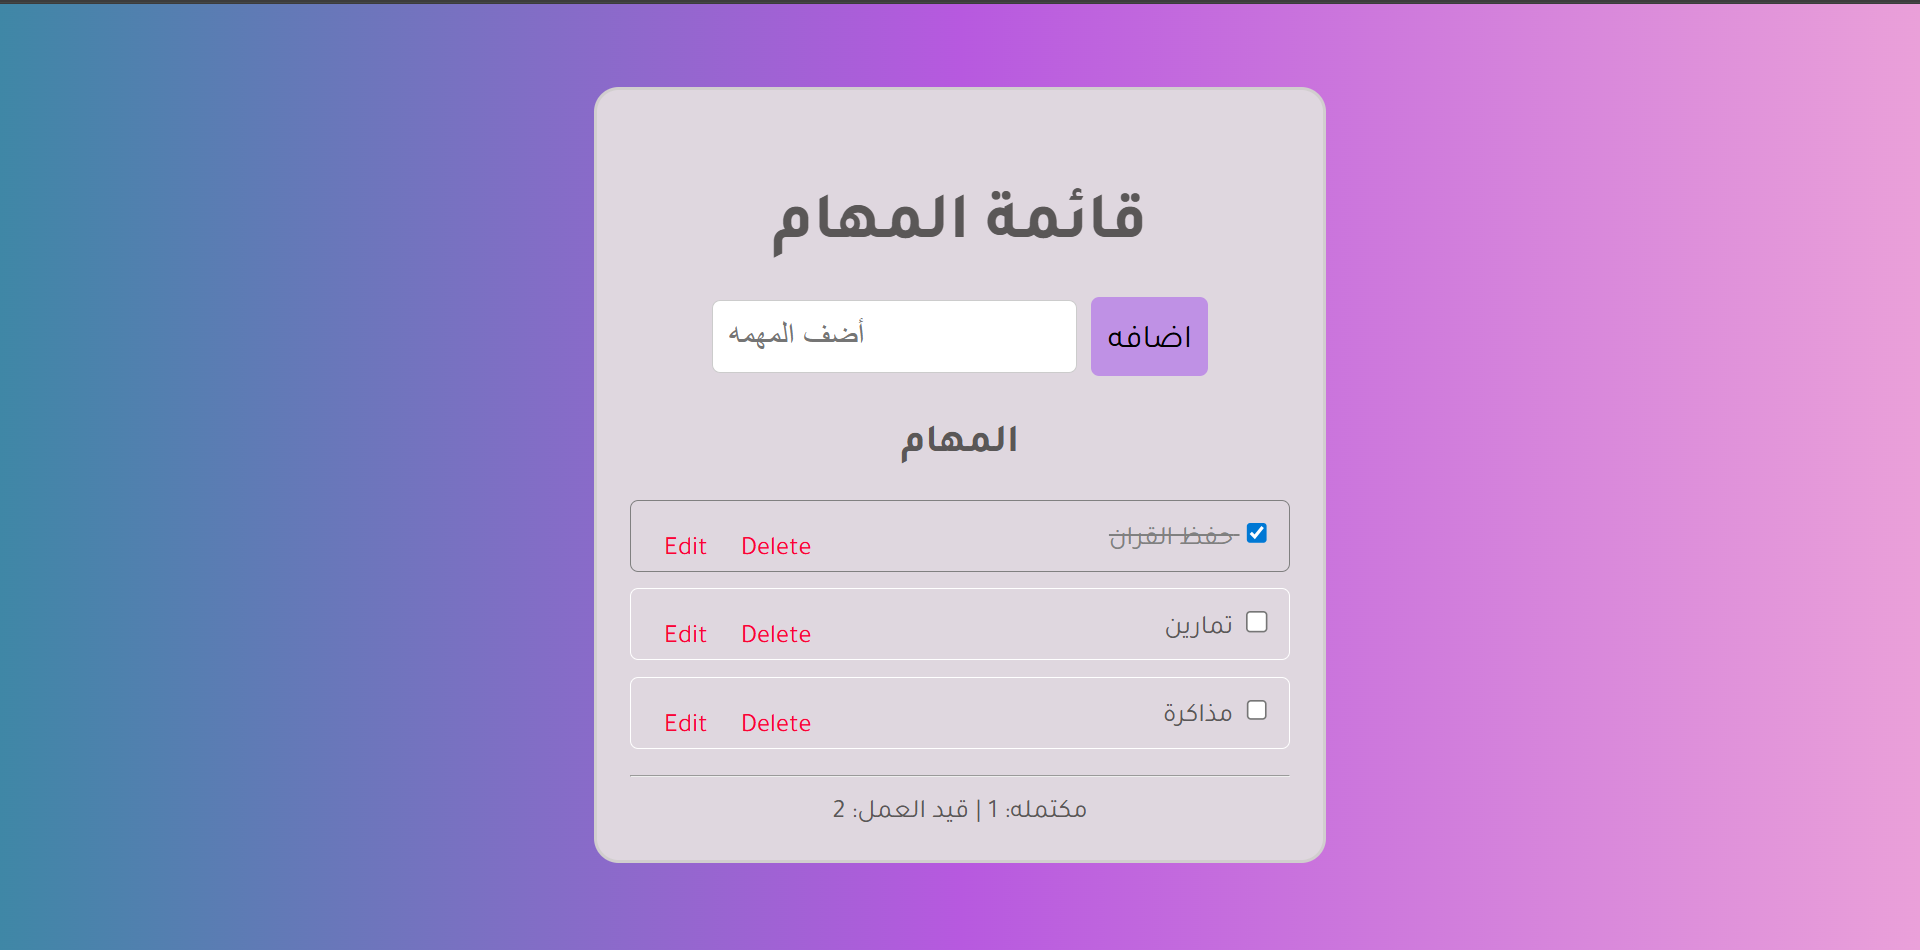 قائمة المهام
أضف المهمه
اضافه
المهام
حفظ القران
Delete
Edit
تمارين
Delete
Edit
مذاكرة
Delete
Edit
مكتمله: 1 | قيد العمل: 2